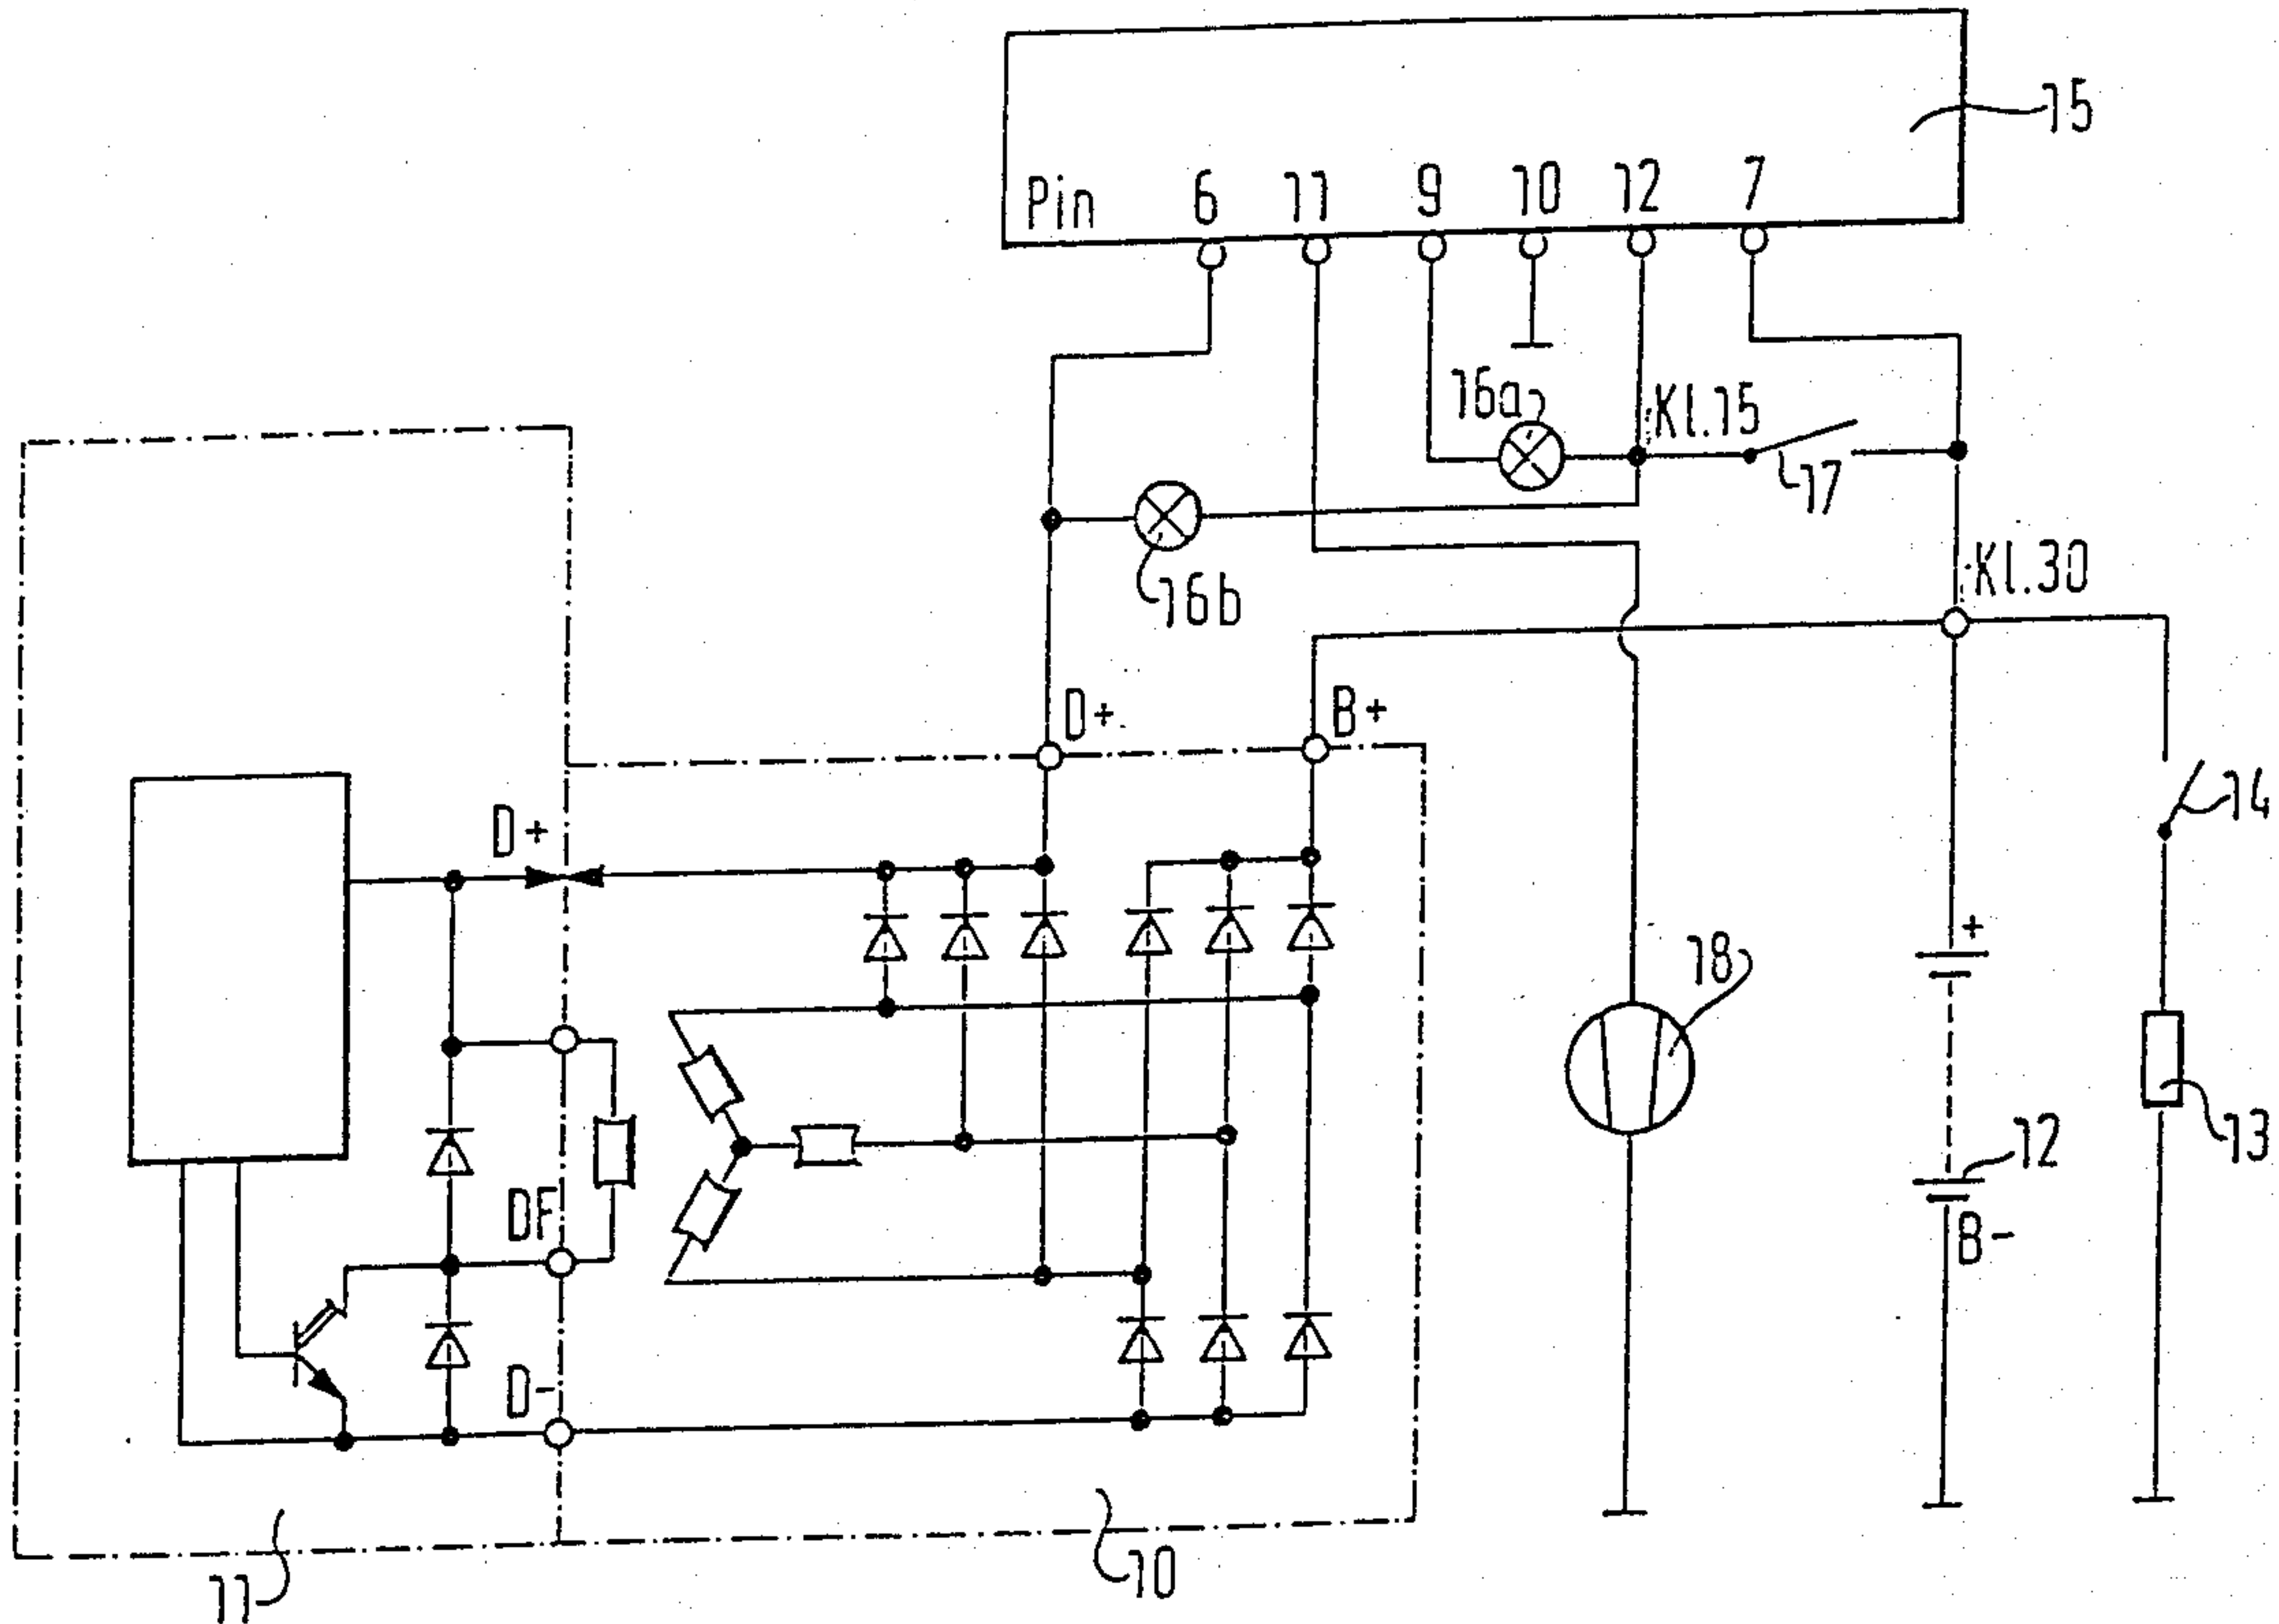 15
Pin 6 11 9 10 12 7
16a
Kl.15
17
16b
Kl.30
D+ B+
14
D+
18
13
12
DF
B-
D-
11
10